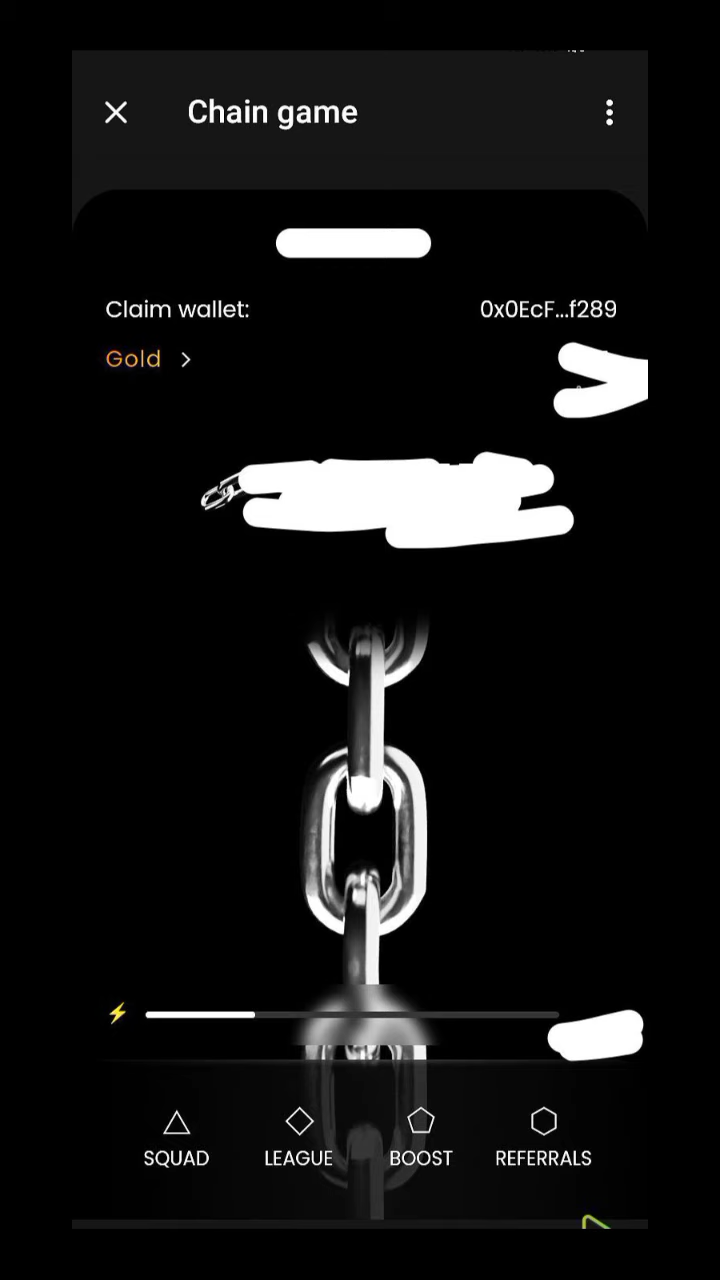 Chain game
Claim wallet: 0x0EcF...f289
Gold
SQUAD LEAGUE BOOST REFERRALS